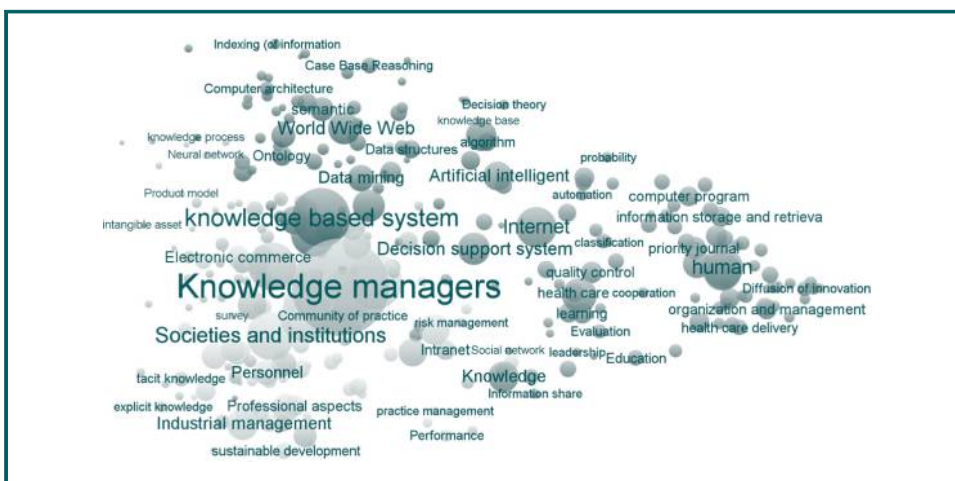 Indexing (of information
Case Base Reasoning
Computer architecture
semantic
Decision theory
knowledge base
World Wide Web
knowledge process
algorithm
Data structures
Neural network
Ontology
probability
Data mining
Artificial intelligent
Product model
automation
computer program
intangible asset
knowledge based system
Internet
information storage and retrieva
Decision support system
classification
priority journal
Electronic commerce
human
quality control
Knowledge managers
health care
cooperation
Diffusion of innovation
survey
Community of practice
learning
organization and management
risk management
Societies and institutions
Evaluation
health care delivery
Intranet
Social network
leadership
Education
Personnel
tacit knowledge
Knowledge
Information share
explicit knowledge
Professional aspects
practice management
Industrial management
Performance
sustainable development